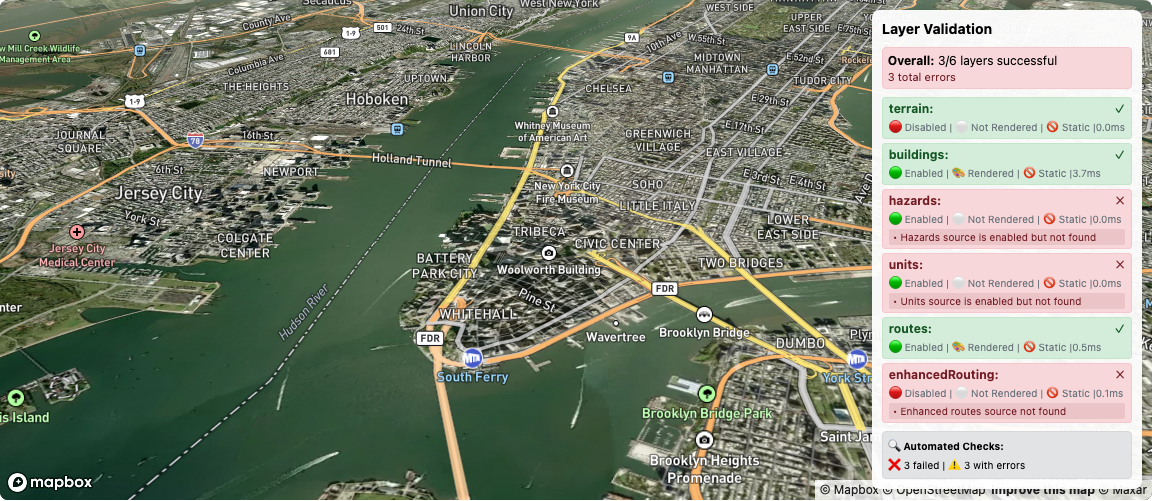 Secaucus
West New York
Union City
County Ave
24th St
501
1-9
681
New Mill Creek Wildlife
Management Area
Columbia Ave
LINCOLN
HARBOR
9A
10th Ave
W 55th St
WEST SIDE
UPPER
EAST SIDE
E 75th St
MIDTOWN
MANHATTAN
E 52nd St
TUDOR CITY
UPTOWN
THE HEIGHTS
Hoboken
CHELSEA
E 29th St
1-9
JOURNAL
SQUARE
78
16th St
Whitney Museum
of American Art
GREENWICH
VILLAGE
E 17th St
EAST VILLAGE
Holland Tunnel
6th St
NEWPORT
New York City
Fire Museum
SOHO
E 3rd St
E 4th St
Jersey City
York St
LITTLE ITALY
LOWER
EAST SIDE
TRIBECA
CIVIC CENTER
Jersey City
Medical Center
COLGATE
CENTER
BATTERY
PARK CITY
Woolworth Building
TWO BRIDGES
Hudson River
Pine St
FDR
WHITEHALL
FDR
Wavertree
Brooklyn Bridge
DUMBO
South Ferry
York Str
is Island
Brooklyn Bridge Park
Saint Jam
Brooklyn Heights
Promenade
mapbox
Layer Validation
Overall: 3/6 layers successful
3 total errors
terrain: ✓
Disabled | Not Rendered | Static |0.0ms
buildings: ✓
Enabled | Rendered | Static |3.7ms
hazards: ✕
Enabled | Not Rendered | Static |0.0ms
• Hazards source is enabled but not found
units: ✕
Enabled | Not Rendered | Static |0.0ms
• Units source is enabled but not found
routes: ✓
Enabled | Rendered | Static |0.5ms
enhancedRouting: ✕
Disabled | Not Rendered | Static |0.1ms
• Enhanced routes source not found
Automated Checks:
3 failed | 3 with errors
© Mapbox © OpenStreetMap Improve this map © Maxar